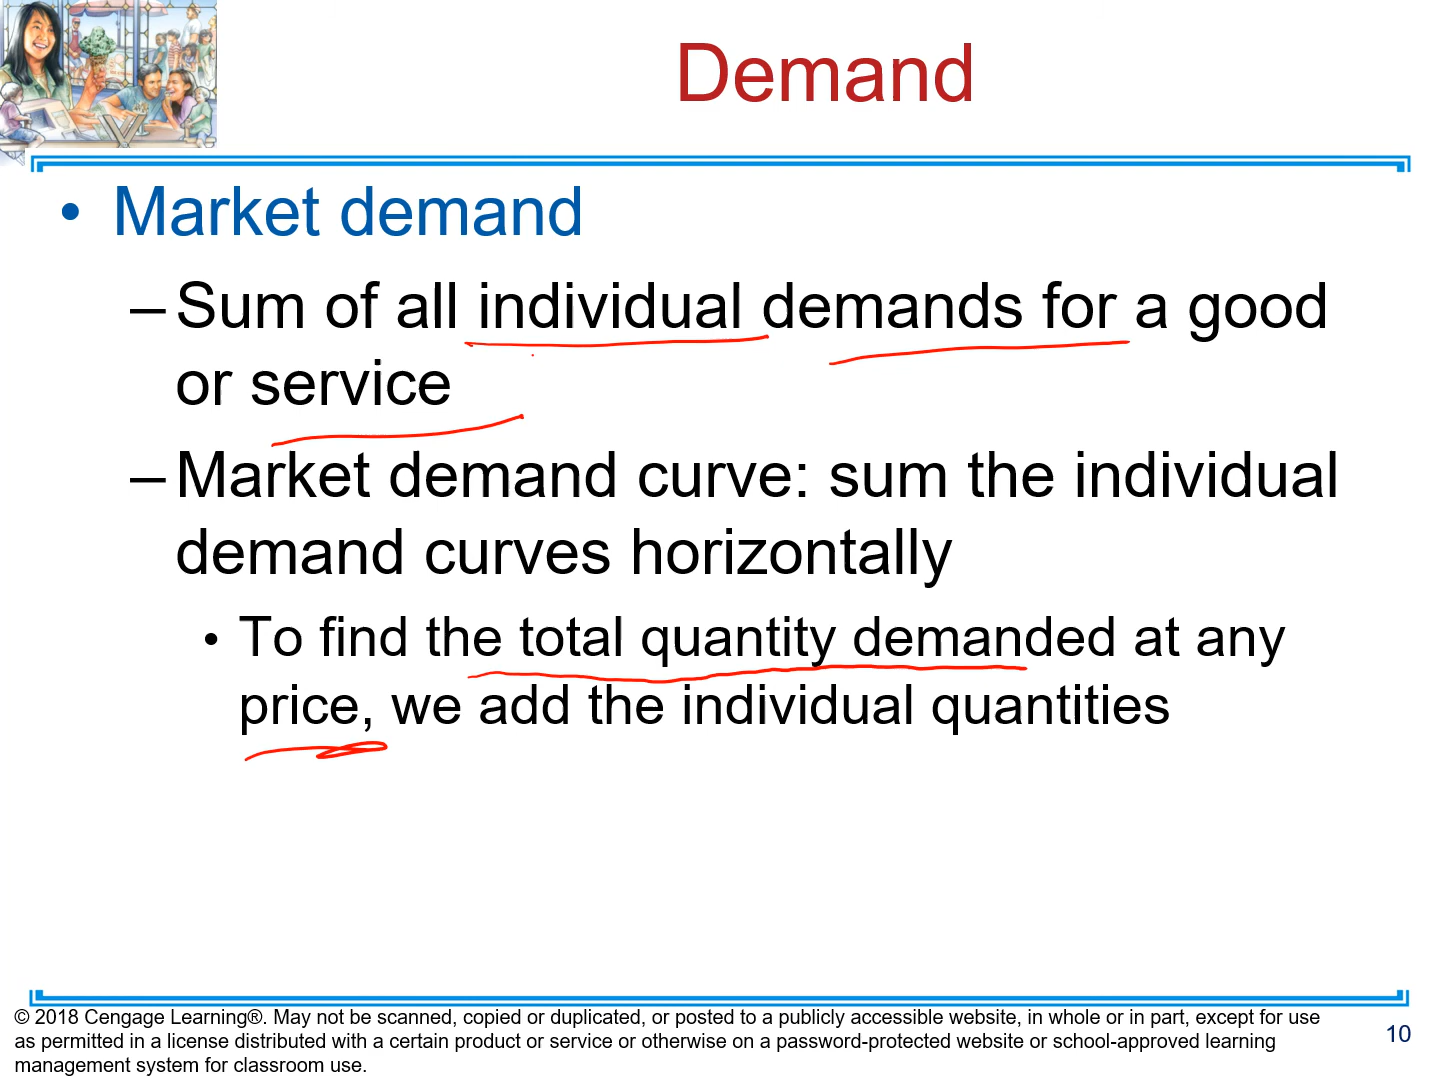 Demand
• Market demand
– Sum of all individual demands for a good
or service
– Market demand curve: sum the individual
demand curves horizontally
• To find the total quantity demanded at any
price, we add the individual quantities
© 2018 Cengage Learning®. May not be scanned, copied or duplicated, or posted to a publicly accessible website, in whole or in part, except for use
as permitted in a license distributed with a certain product or service or otherwise on a password-protected website or school-approved learning
management system for classroom use.
10